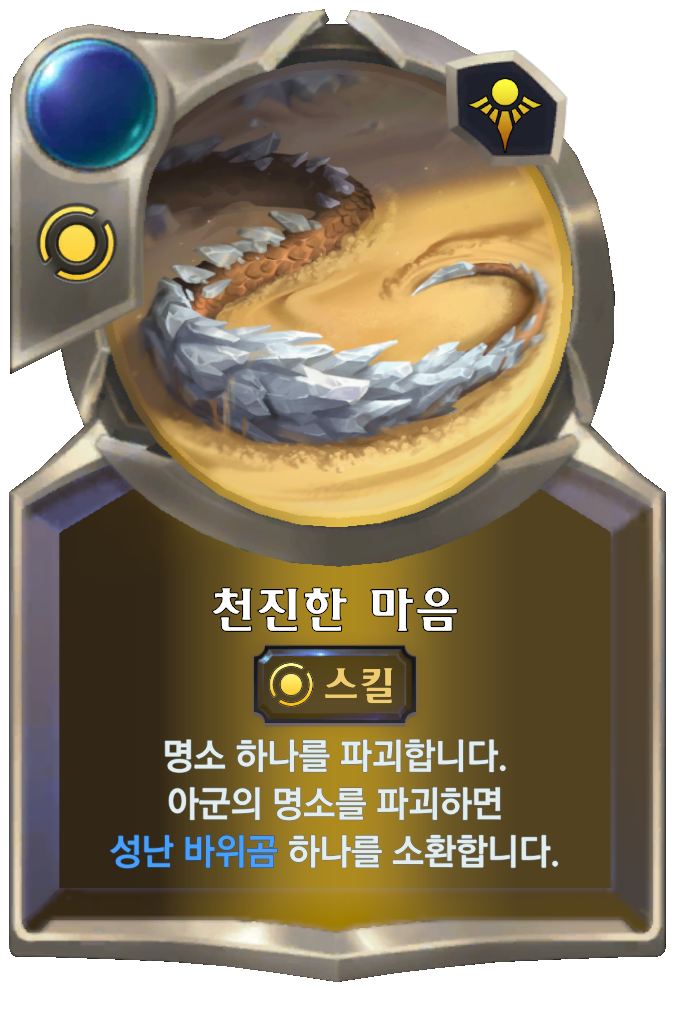 천진한 마음
스킬
명소 하나를 파괴합니다.
아군의 명소를 파괴하면
성난 바위곰 하나를 소환합니다.